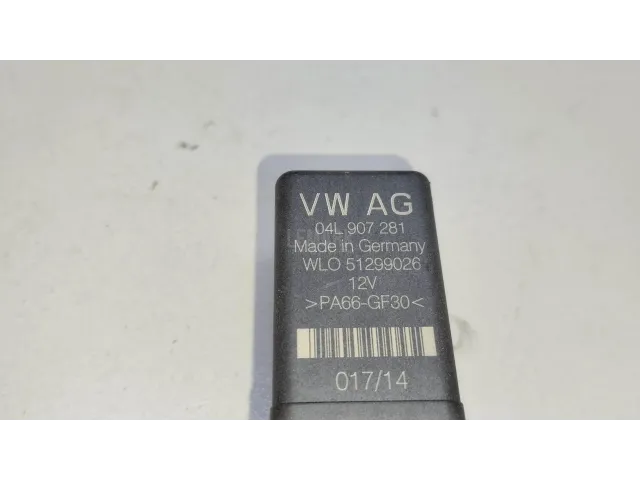 VW AG
04L 907 281
Made in Germany
WLO 51299026
12V
>PA66-GF30<
017/14